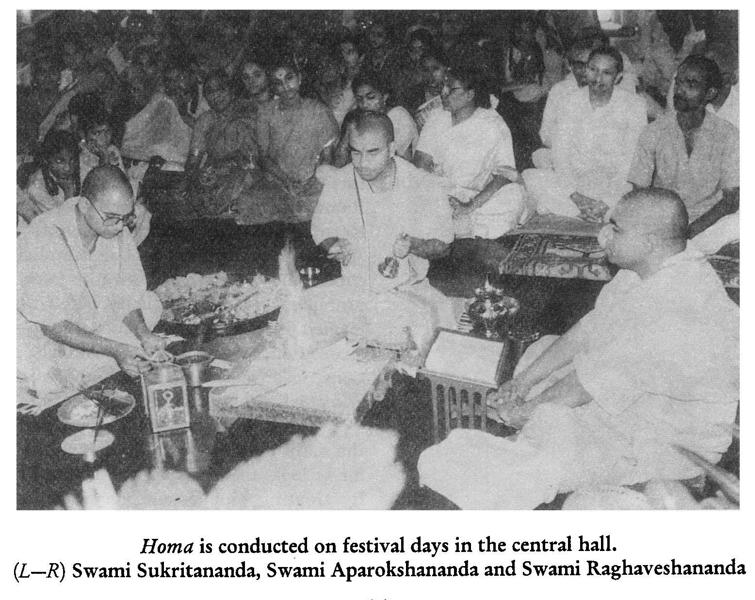 Homa is conducted on festival days in the central hall.
(L—R) Swami Sukritananda, Swami Aparokshananda and Swami Raghaveshananda